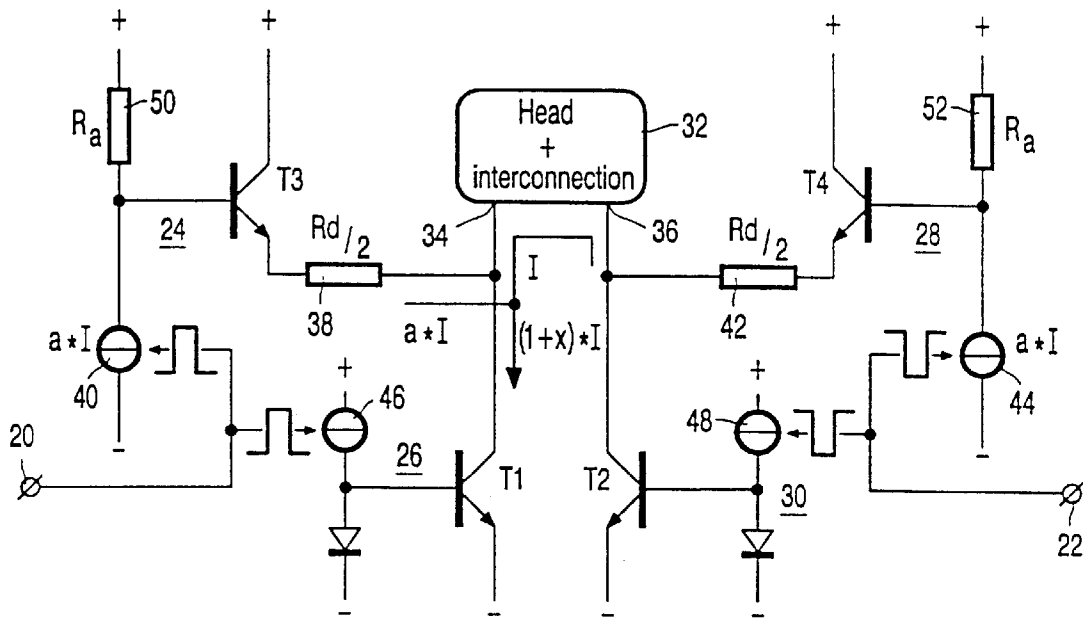 + + + +
50
R_a
T3
24
Head
+
interconnection
32
34
36
T4
52
R_a
28
Rd/2
38
I
a*I
(1+x)*I
Rd/2
42
a*I
40
a*I
44
20
+
46
26
T1
T2
+
48
30
22
- -
- - - -